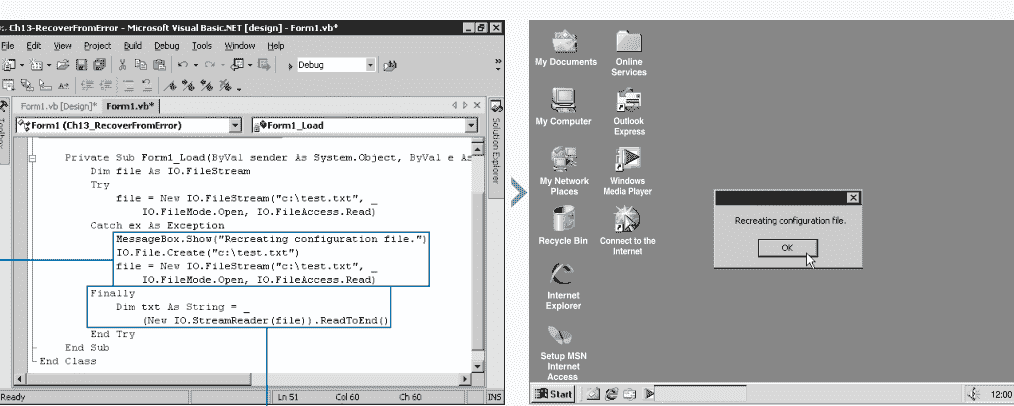 Ch13-RecoverFromError - Microsoft Visual Basic.NET [design] - Form1.vb*
File Edit View Project Build Debug Tools Window Help
Debug
Form1.vb [Design]* Form1.vb*
Form1 (Ch13_RecoverFromError) Form1_Load
Toolbox
Solution Explorer
Private Sub Form1_Load(ByVal sender As System.Object, ByVal e As
Dim file As IO.FileStream
Try
file = New IO.FileStream("c:\test.txt", _
IO.FileMode.Open, IO.FileAccess.Read)
Catch ex As Exception
MessageBox.Show("Recreating configuration file.")
IO.File.Create("c:\test.txt")
file = New IO.FileStream("c:\test.txt", _
IO.FileMode.Open, IO.FileAccess.Read)
Finally
Dim txt As String = _
(New IO.StreamReader(file)).ReadToEnd()
End Try
End Sub
End Class
Ready Ln 51 Col 60 Ch 60 INS
My Documents
Online
Services
My Computer
Outlook
Express
My Network
Places
Windows
Media Player
Recycle Bin
Connect to the
Internet
Internet
Explorer
Setup MSN
Internet
Access
Recreating configuration file.
OK
Start 12:00